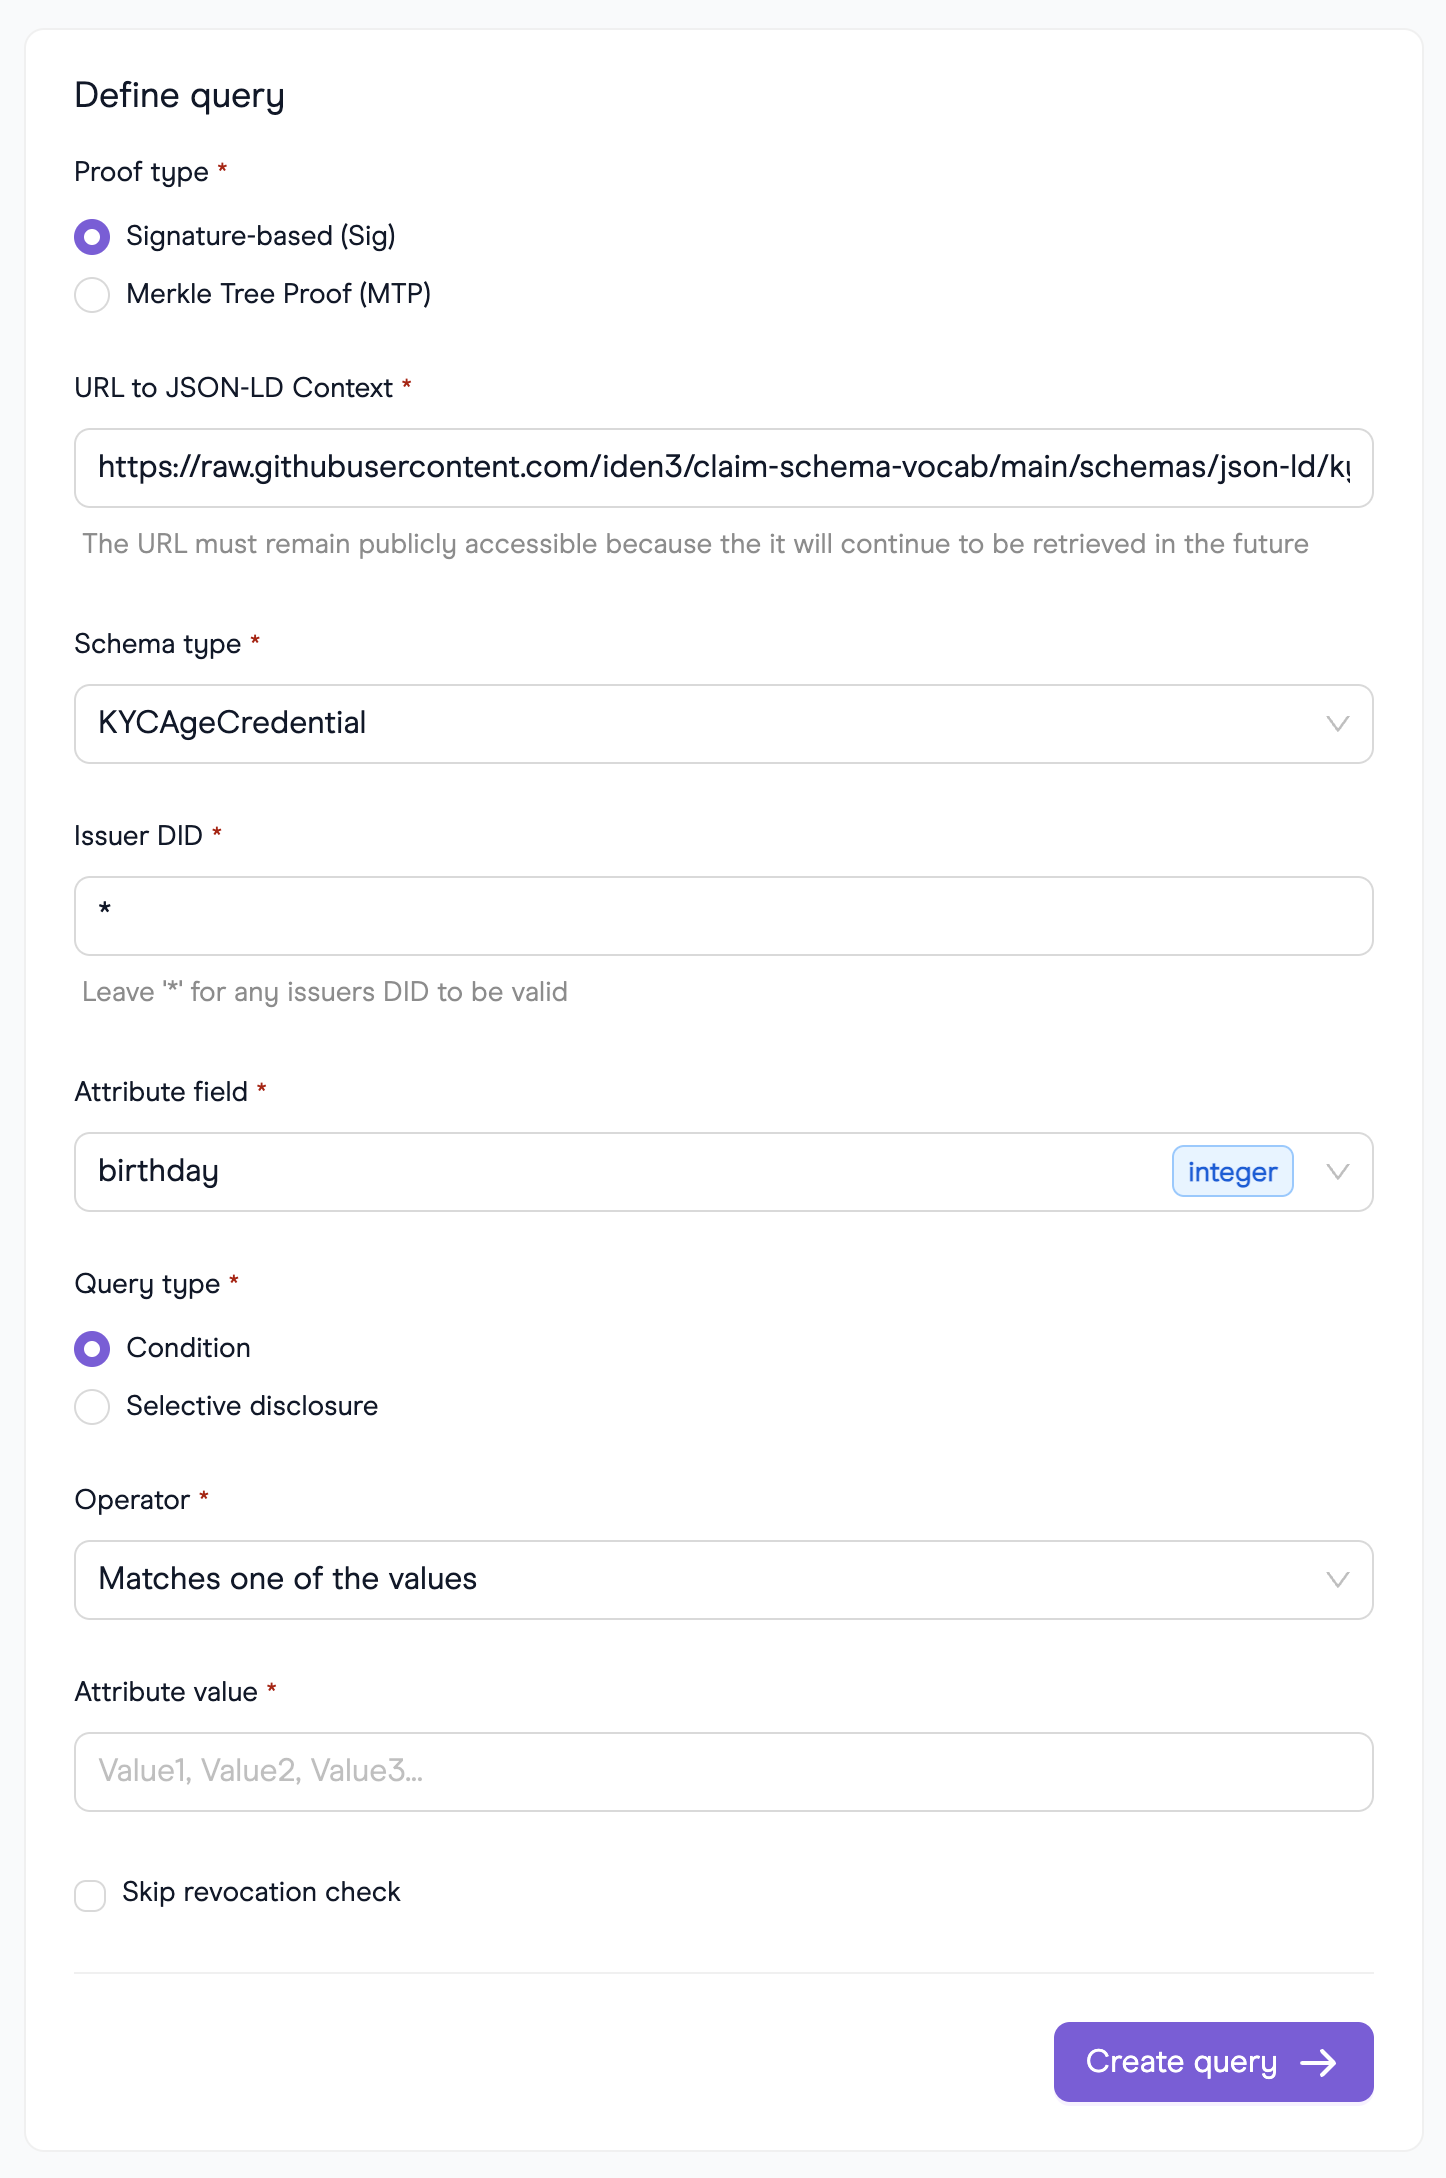 Define query
Proof type *
Signature-based (Sig)
Merkle Tree Proof (MTP)
URL to JSON-LD Context *
https://raw.githubusercontent.com/iden3/claim-schema-vocab/main/schemas/json-ld/ky
The URL must remain publicly accessible because the it will continue to be retrieved in the future
Schema type *
KYCAgeCredential
Issuer DID *
*
Leave '*' for any issuers DID to be valid
Attribute field *
birthday integer
Query type *
Condition
Selective disclosure
Operator *
Matches one of the values
Attribute value *
Value1, Value2, Value3...
Skip revocation check
Create query →